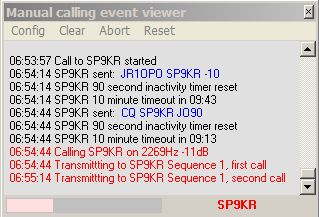 Manual calling event viewer
Config Clear Abort Reset
06:53:57 Call to SP9KR started
06:54:14 SP9KR sent: JR1OPO SP9KR -10
06:54:14 SP9KR 90 second inactivity timer reset
06:54:14 SP9KR 10 minute timeout in 09:43
06:54:44 SP9KR sent: CQ SP9KR JO90
06:54:44 SP9KR 90 second inactivity timer reset
06:54:44 SP9KR 10 minute timeout in 09:13
06:54:44 Calling SP9KR on 2269Hz -11dB
06:54:44 Transmittting to SP9KR Sequence 1, first call
06:55:14 Transmittting to SP9KR Sequence 1, second call
SP9KR